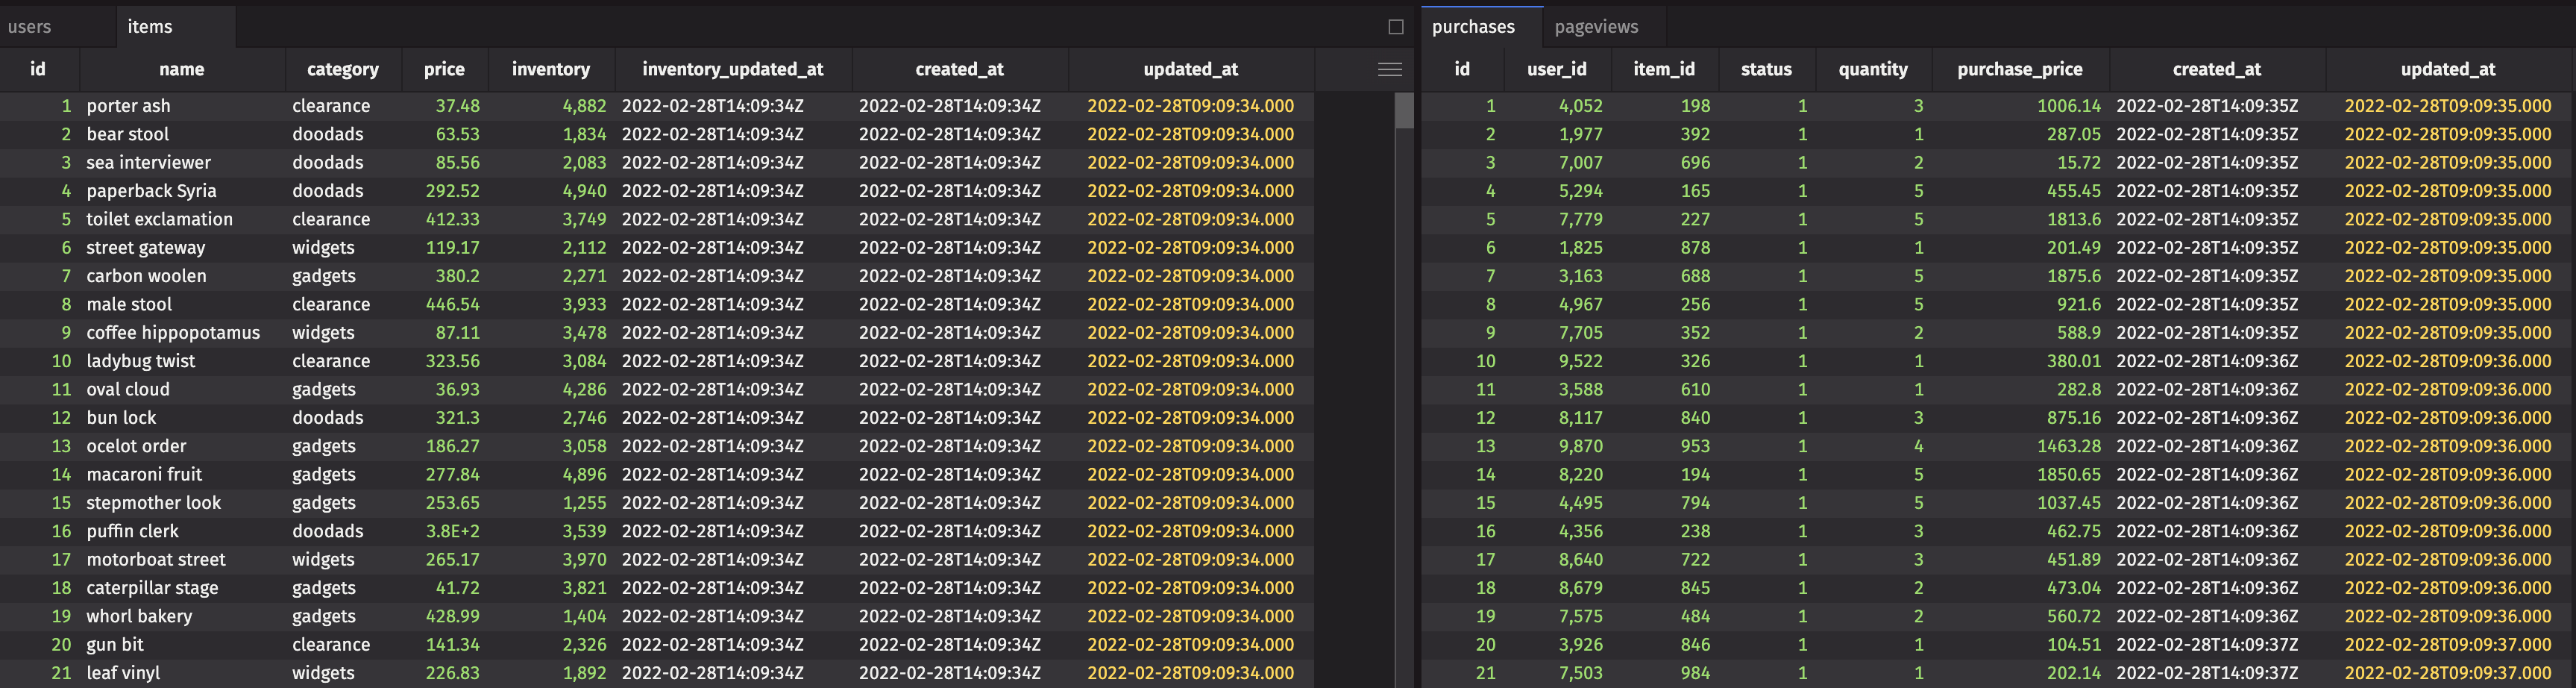 users items
id name category price inventory inventory_updated_at created_at updated_at
1 porter ash clearance 37.48 4,882 2022-02-28T14:09:34Z 2022-02-28T14:09:34Z 2022-02-28T09:09:34.000
2 bear stool doodads 63.53 1,834 2022-02-28T14:09:34Z 2022-02-28T14:09:34Z 2022-02-28T09:09:34.000
3 sea interviewer doodads 85.56 2,083 2022-02-28T14:09:34Z 2022-02-28T14:09:34Z 2022-02-28T09:09:34.000
4 paperback Syria doodads 292.52 4,940 2022-02-28T14:09:34Z 2022-02-28T14:09:34Z 2022-02-28T09:09:34.000
5 toilet exclamation clearance 412.33 3,749 2022-02-28T14:09:34Z 2022-02-28T14:09:34Z 2022-02-28T09:09:34.000
6 street gateway widgets 119.17 2,112 2022-02-28T14:09:34Z 2022-02-28T14:09:34Z 2022-02-28T09:09:34.000
7 carbon woolen gadgets 380.2 2,271 2022-02-28T14:09:34Z 2022-02-28T14:09:34Z 2022-02-28T09:09:34.000
8 male stool clearance 446.54 3,933 2022-02-28T14:09:34Z 2022-02-28T14:09:34Z 2022-02-28T09:09:34.000
9 coffee hippopotamus widgets 87.11 3,478 2022-02-28T14:09:34Z 2022-02-28T14:09:34Z 2022-02-28T09:09:34.000
10 ladybug twist clearance 323.56 3,084 2022-02-28T14:09:34Z 2022-02-28T14:09:34Z 2022-02-28T09:09:34.000
11 oval cloud gadgets 36.93 4,286 2022-02-28T14:09:34Z 2022-02-28T14:09:34Z 2022-02-28T09:09:34.000
12 bun lock doodads 321.3 2,746 2022-02-28T14:09:34Z 2022-02-28T14:09:34Z 2022-02-28T09:09:34.000
13 ocelot order gadgets 186.27 3,058 2022-02-28T14:09:34Z 2022-02-28T14:09:34Z 2022-02-28T09:09:34.000
14 macaroni fruit gadgets 277.84 4,896 2022-02-28T14:09:34Z 2022-02-28T14:09:34Z 2022-02-28T09:09:34.000
15 stepmother look gadgets 253.65 1,255 2022-02-28T14:09:34Z 2022-02-28T14:09:34Z 2022-02-28T09:09:34.000
16 puffin clerk doodads 3.8E+2 3,539 2022-02-28T14:09:34Z 2022-02-28T14:09:34Z 2022-02-28T09:09:34.000
17 motorboat street widgets 265.17 3,970 2022-02-28T14:09:34Z 2022-02-28T14:09:34Z 2022-02-28T09:09:34.000
18 caterpillar stage gadgets 41.72 3,821 2022-02-28T14:09:34Z 2022-02-28T14:09:34Z 2022-02-28T09:09:34.000
19 whorl bakery gadgets 428.99 1,404 2022-02-28T14:09:34Z 2022-02-28T14:09:34Z 2022-02-28T09:09:34.000
20 gun bit clearance 141.34 2,326 2022-02-28T14:09:34Z 2022-02-28T14:09:34Z 2022-02-28T09:09:34.000
21 leaf vinyl widgets 226.83 1,892 2022-02-28T14:09:34Z 2022-02-28T14:09:34Z 2022-02-28T09:09:34.000
purchases pageviews
id user_id item_id status quantity purchase_price created_at updated_at
1 4,052 198 1 3 1006.14 2022-02-28T14:09:35Z 2022-02-28T09:09:35.000
2 1,977 392 1 1 287.05 2022-02-28T14:09:35Z 2022-02-28T09:09:35.000
3 7,007 696 1 2 15.72 2022-02-28T14:09:35Z 2022-02-28T09:09:35.000
4 5,294 165 1 5 455.45 2022-02-28T14:09:35Z 2022-02-28T09:09:35.000
5 7,779 227 1 5 1813.6 2022-02-28T14:09:35Z 2022-02-28T09:09:35.000
6 1,825 878 1 1 201.49 2022-02-28T14:09:35Z 2022-02-28T09:09:35.000
7 3,163 688 1 5 1875.6 2022-02-28T14:09:35Z 2022-02-28T09:09:35.000
8 4,967 256 1 5 921.6 2022-02-28T14:09:35Z 2022-02-28T09:09:35.000
9 7,705 352 1 2 588.9 2022-02-28T14:09:35Z 2022-02-28T09:09:35.000
10 9,522 326 1 1 380.01 2022-02-28T14:09:36Z 2022-02-28T09:09:36.000
11 3,588 610 1 1 282.8 2022-02-28T14:09:36Z 2022-02-28T09:09:36.000
12 8,117 840 1 3 875.16 2022-02-28T14:09:36Z 2022-02-28T09:09:36.000
13 9,870 953 1 4 1463.28 2022-02-28T14:09:36Z 2022-02-28T09:09:36.000
14 8,220 194 1 5 1850.65 2022-02-28T14:09:36Z 2022-02-28T09:09:36.000
15 4,495 794 1 5 1037.45 2022-02-28T14:09:36Z 2022-02-28T09:09:36.000
16 4,356 238 1 3 462.75 2022-02-28T14:09:36Z 2022-02-28T09:09:36.000
17 8,640 722 1 3 451.89 2022-02-28T14:09:36Z 2022-02-28T09:09:36.000
18 8,679 845 1 2 473.04 2022-02-28T14:09:36Z 2022-02-28T09:09:36.000
19 7,575 484 1 2 560.72 2022-02-28T14:09:36Z 2022-02-28T09:09:36.000
20 3,926 846 1 1 104.51 2022-02-28T14:09:37Z 2022-02-28T09:09:37.000
21 7,503 984 1 1 202.14 2022-02-28T14:09:37Z 2022-02-28T09:09:37.000